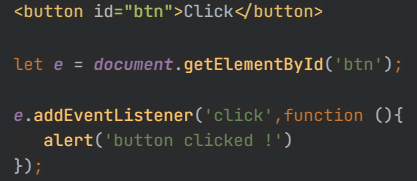 <button id="btn">Click</button>
let e = document.getElementById('btn');
e.addEventListener('click',function (){
alert('button clicked !')
});